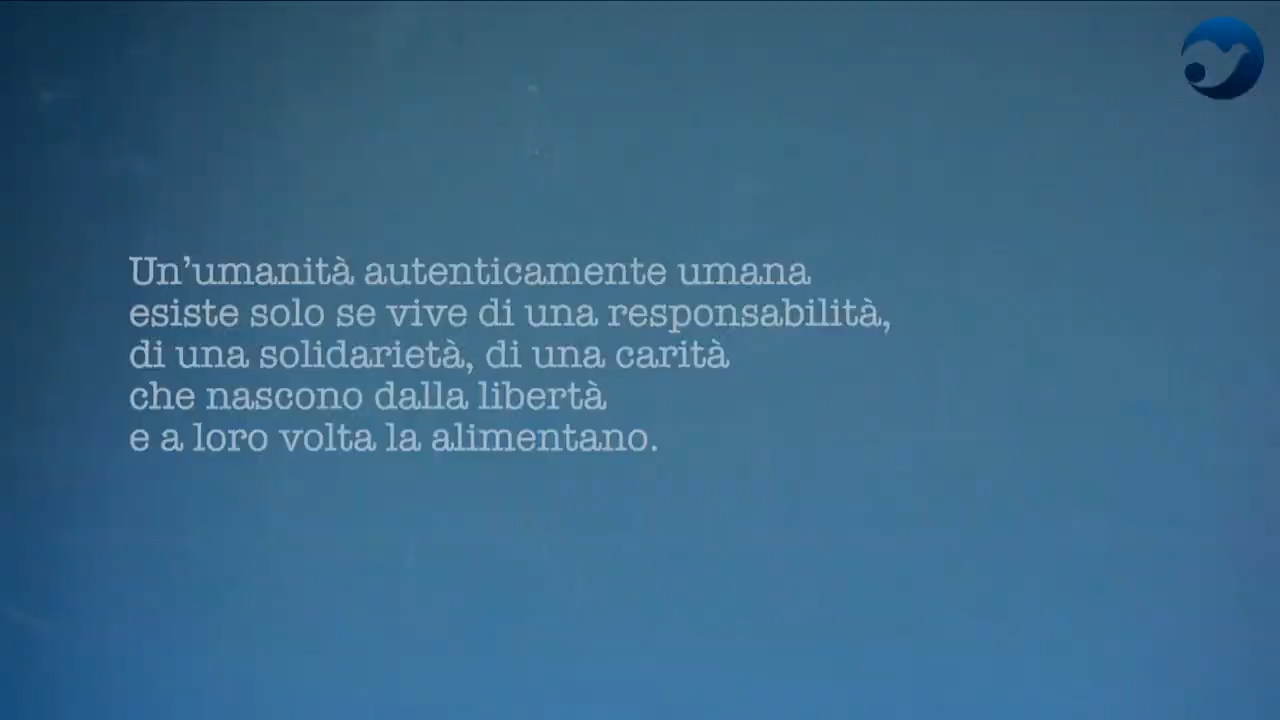 Un’umanità autenticamente umana
esiste solo se vive di una responsabilità,
di una solidarietà, di una carità
che nascono dalla libertà
e a loro volta la alimentano.